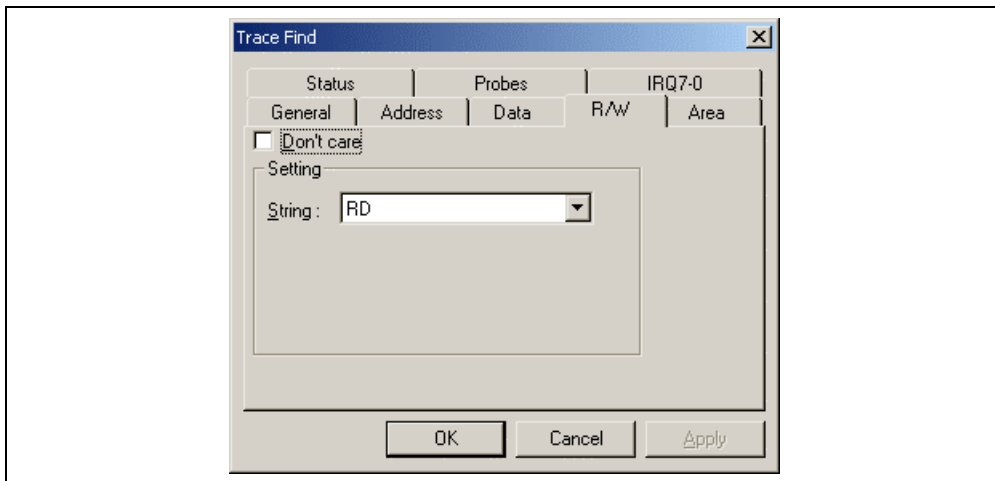 Trace Find
Status Probes IRQ7-0
General Address Data R/W Area
Don't care
Setting
String : RD
OK Cancel Apply